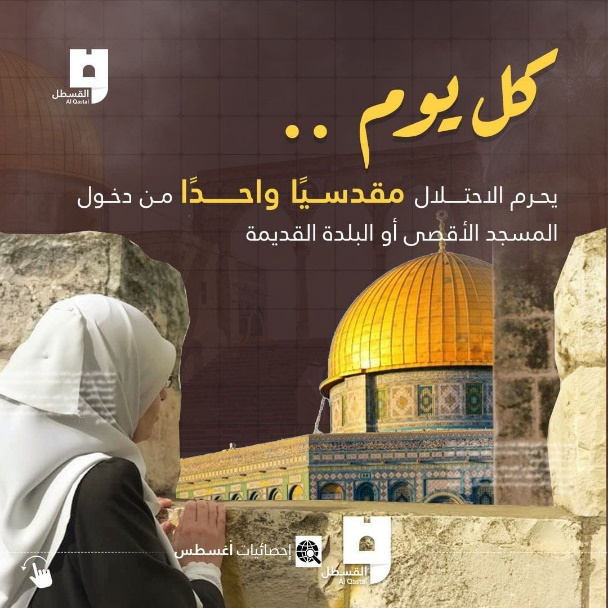 القسطل
Al Qastal
كل يوم ..
يحرم الاحتلال مقدسيًا واحدًا من دخول
المسجد الأقصى أو البلدة القديمة
إحصائيات أغسطس
القسطل
Al Qastal